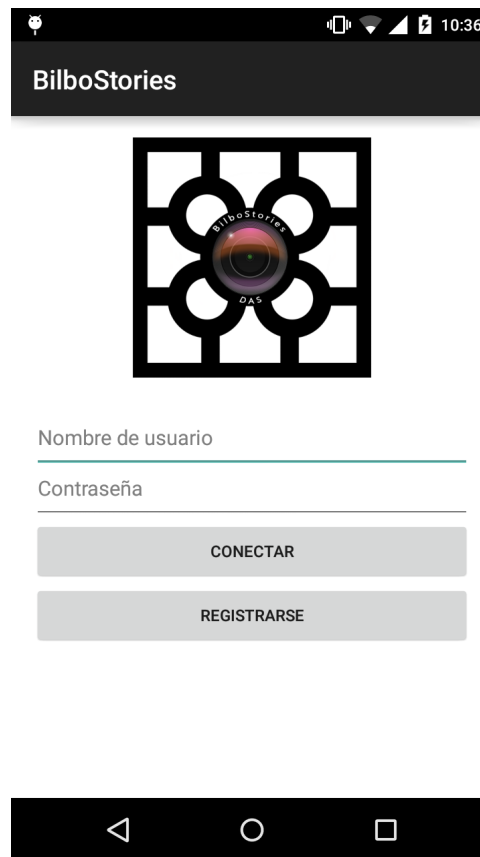 10:36
BilboStories
BilboStories
DAS
Nombre de usuario
Contraseña
CONECTAR
REGISTRARSE